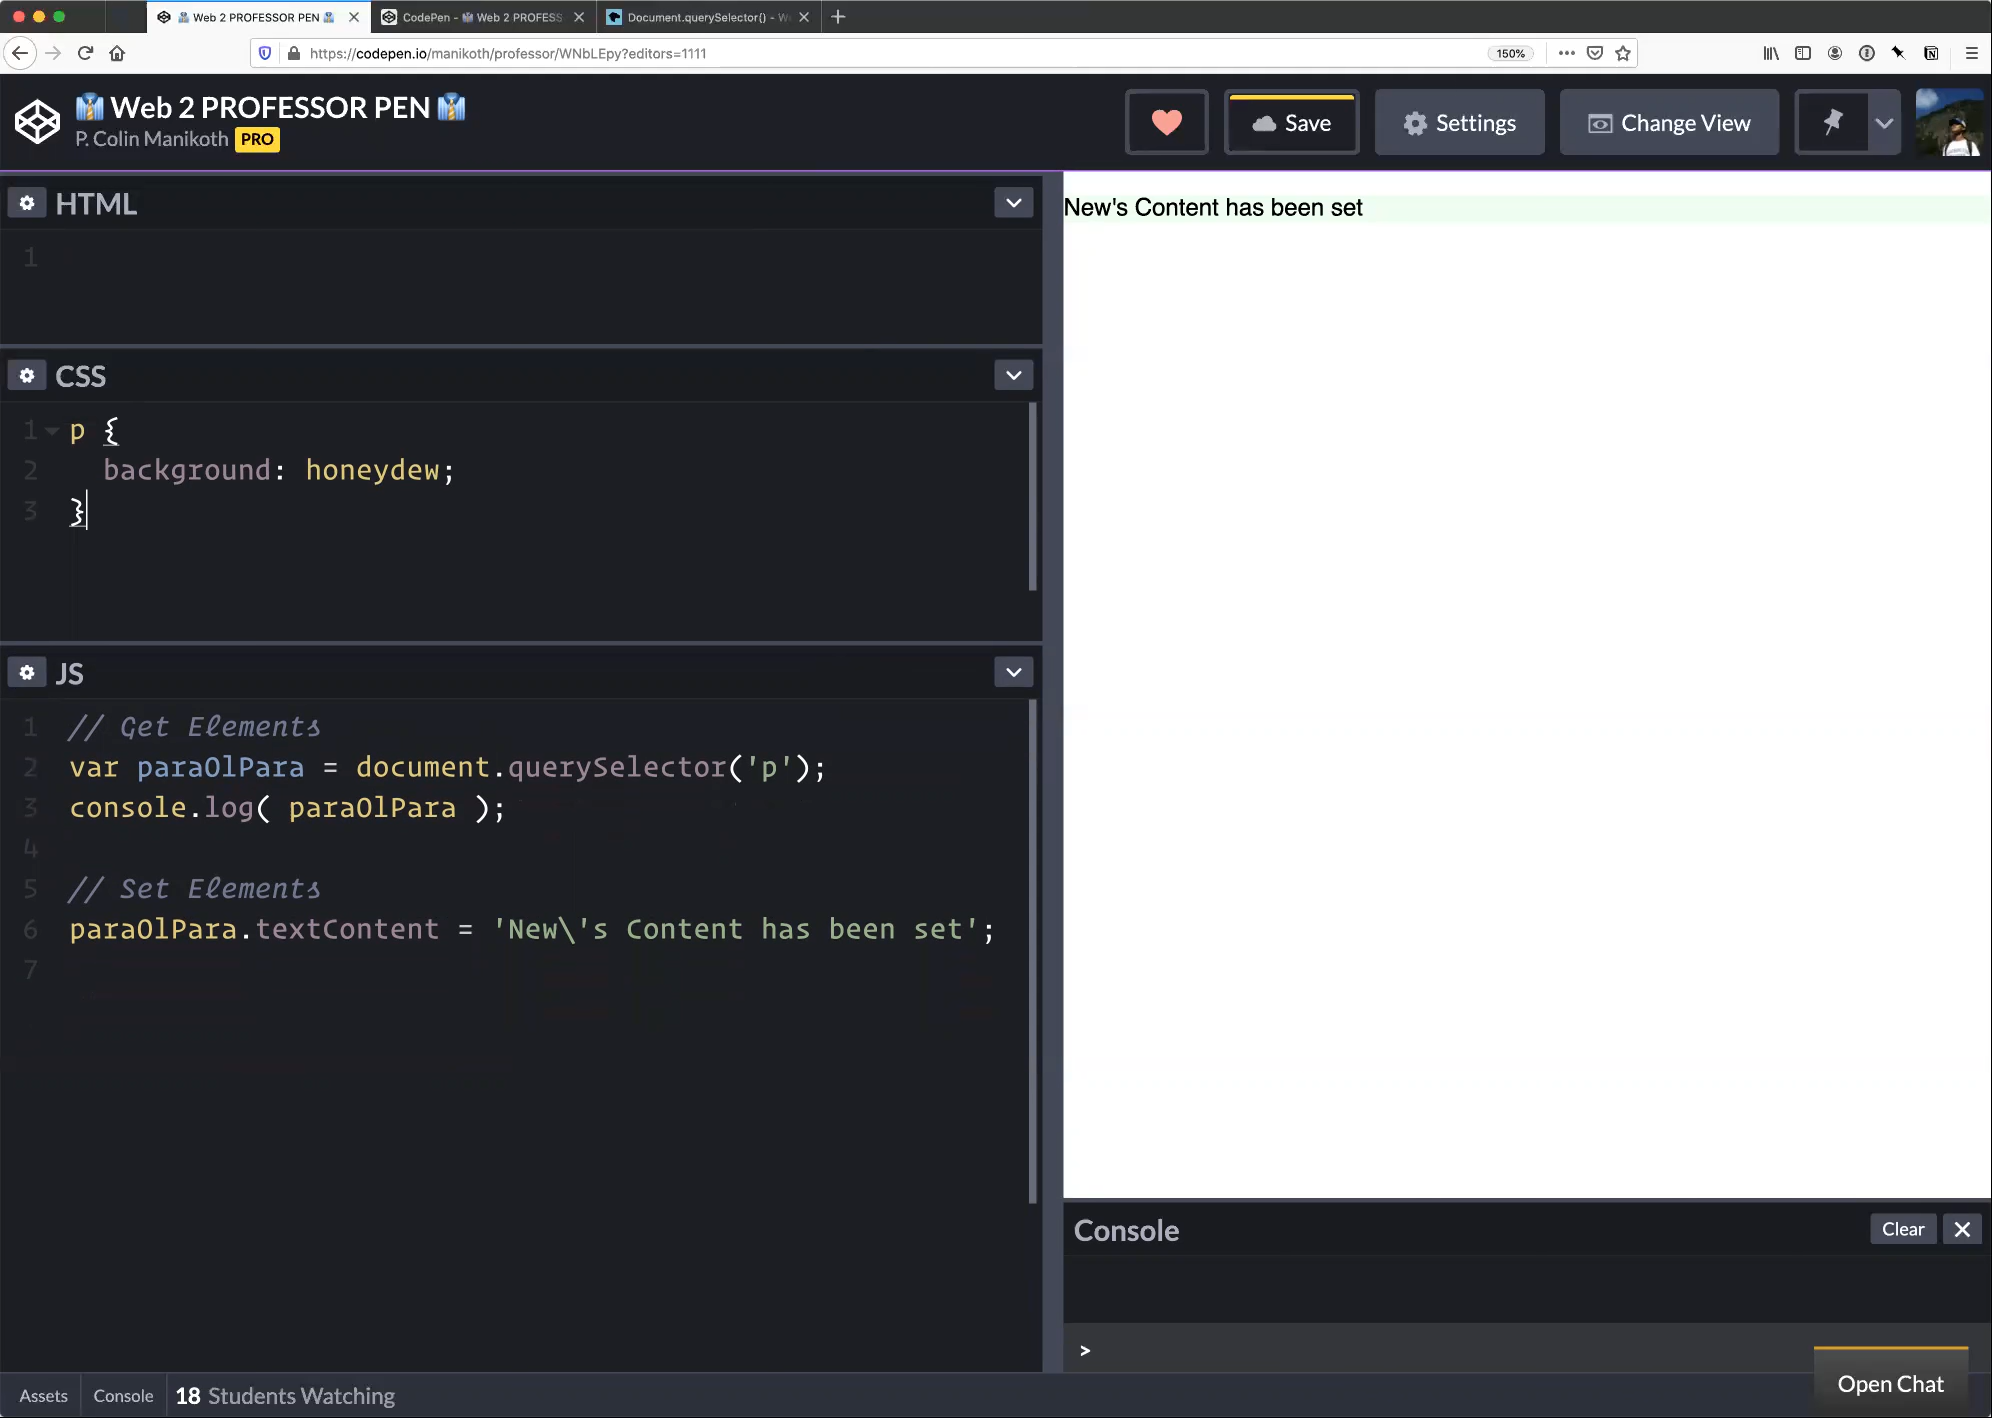 Web 2 PROFESSOR PEN
CodePen - Web 2 PROFESS
Document.querySelector() - W
https://codepen.io/manikoth/professor/WNbLEpy?editors=1111
150%
Web 2 PROFESSOR PEN
P. Colin Manikoth PRO
Save
Settings
Change View
HTML
1
CSS
1 p {
2 background: honeydew;
3 }
JS
1 // Get Elements
2 var paraOlPara = document.querySelector('p');
3 console.log( paraOlPara );
4
5 // Set Elements
6 paraOlPara.textContent = 'New\'s Content has been set';
7
New's Content has been set
Console
Clear
>
Assets
Console
18 Students Watching
Open Chat